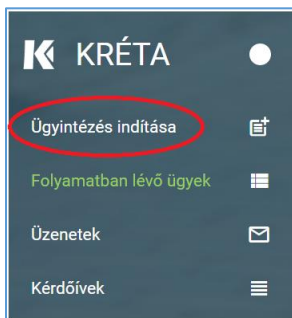 KRÉTA
Ügyintézés indítása
Folyamatban lévő ügyek
Üzenetek
Kérdőívek